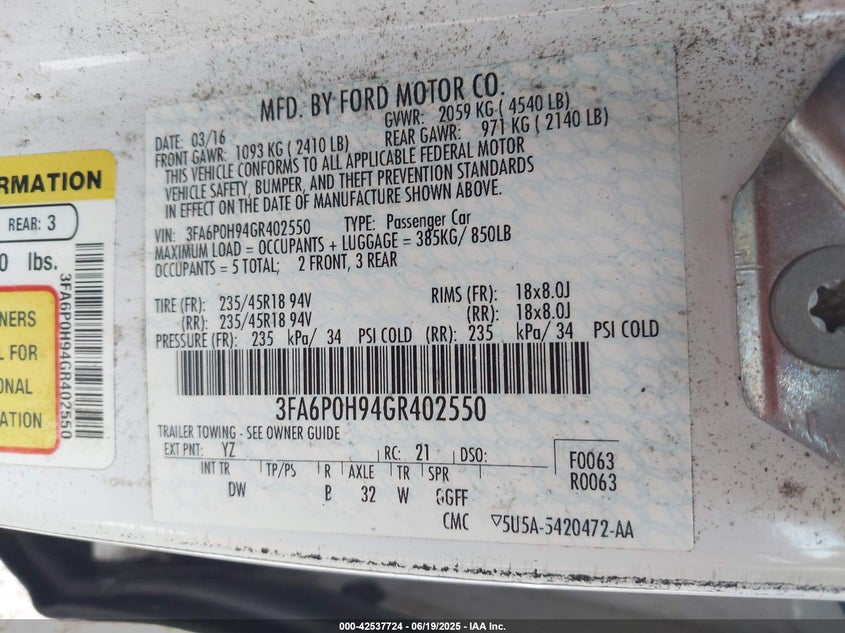 MFD. BY FORD MOTOR CO.
DATE: 03/16
GVWR: 2059 KG ( 4540 LB)
FRONT GAWR: 1093 KG ( 2410 LB)
REAR GAWR: 971 KG ( 2140 LB)
THIS VEHICLE CONFORMS TO ALL APPLICABLE FEDERAL MOTOR
VEHICLE SAFETY, BUMPER, AND THEFT PREVENTION STANDARDS
IN EFFECT ON THE DATE OF MANUFACTURE SHOWN ABOVE.
VIN: 3FA6P0H94GR402550 TYPE: Passenger Car
MAXIMUM LOAD = OCCUPANTS + LUGGAGE = 385KG/ 850LB
OCCUPANTS = 5 TOTAL; 2 FRONT, 3 REAR
TIRE (FR): 235/45R18 94V RIMS (FR): 18x8.0J
(RR): 235/45R18 94V (RR): 18x8.0J
PRESSURE (FR): 235 kPa/ 34 PSI COLD (RR): 235 kPa/ 34 PSI COLD
3FA6P0H94GR402550
TRAILER TOWING - SEE OWNER GUIDE
EXT PNT: YZ RC: 21 DSO:
F0063
R0063
INT TR TP/PS R AXLE TR SPR
DW B 32 W GGFF
CMC ▽5U5A-5420472-AA
RMATION
REAR: 3
0 lbs.
NERS
L FOR
ONAL
ATION
3FA6P0H94GR402550
000-42537724 | 06/19/2025 | IAA Inc.